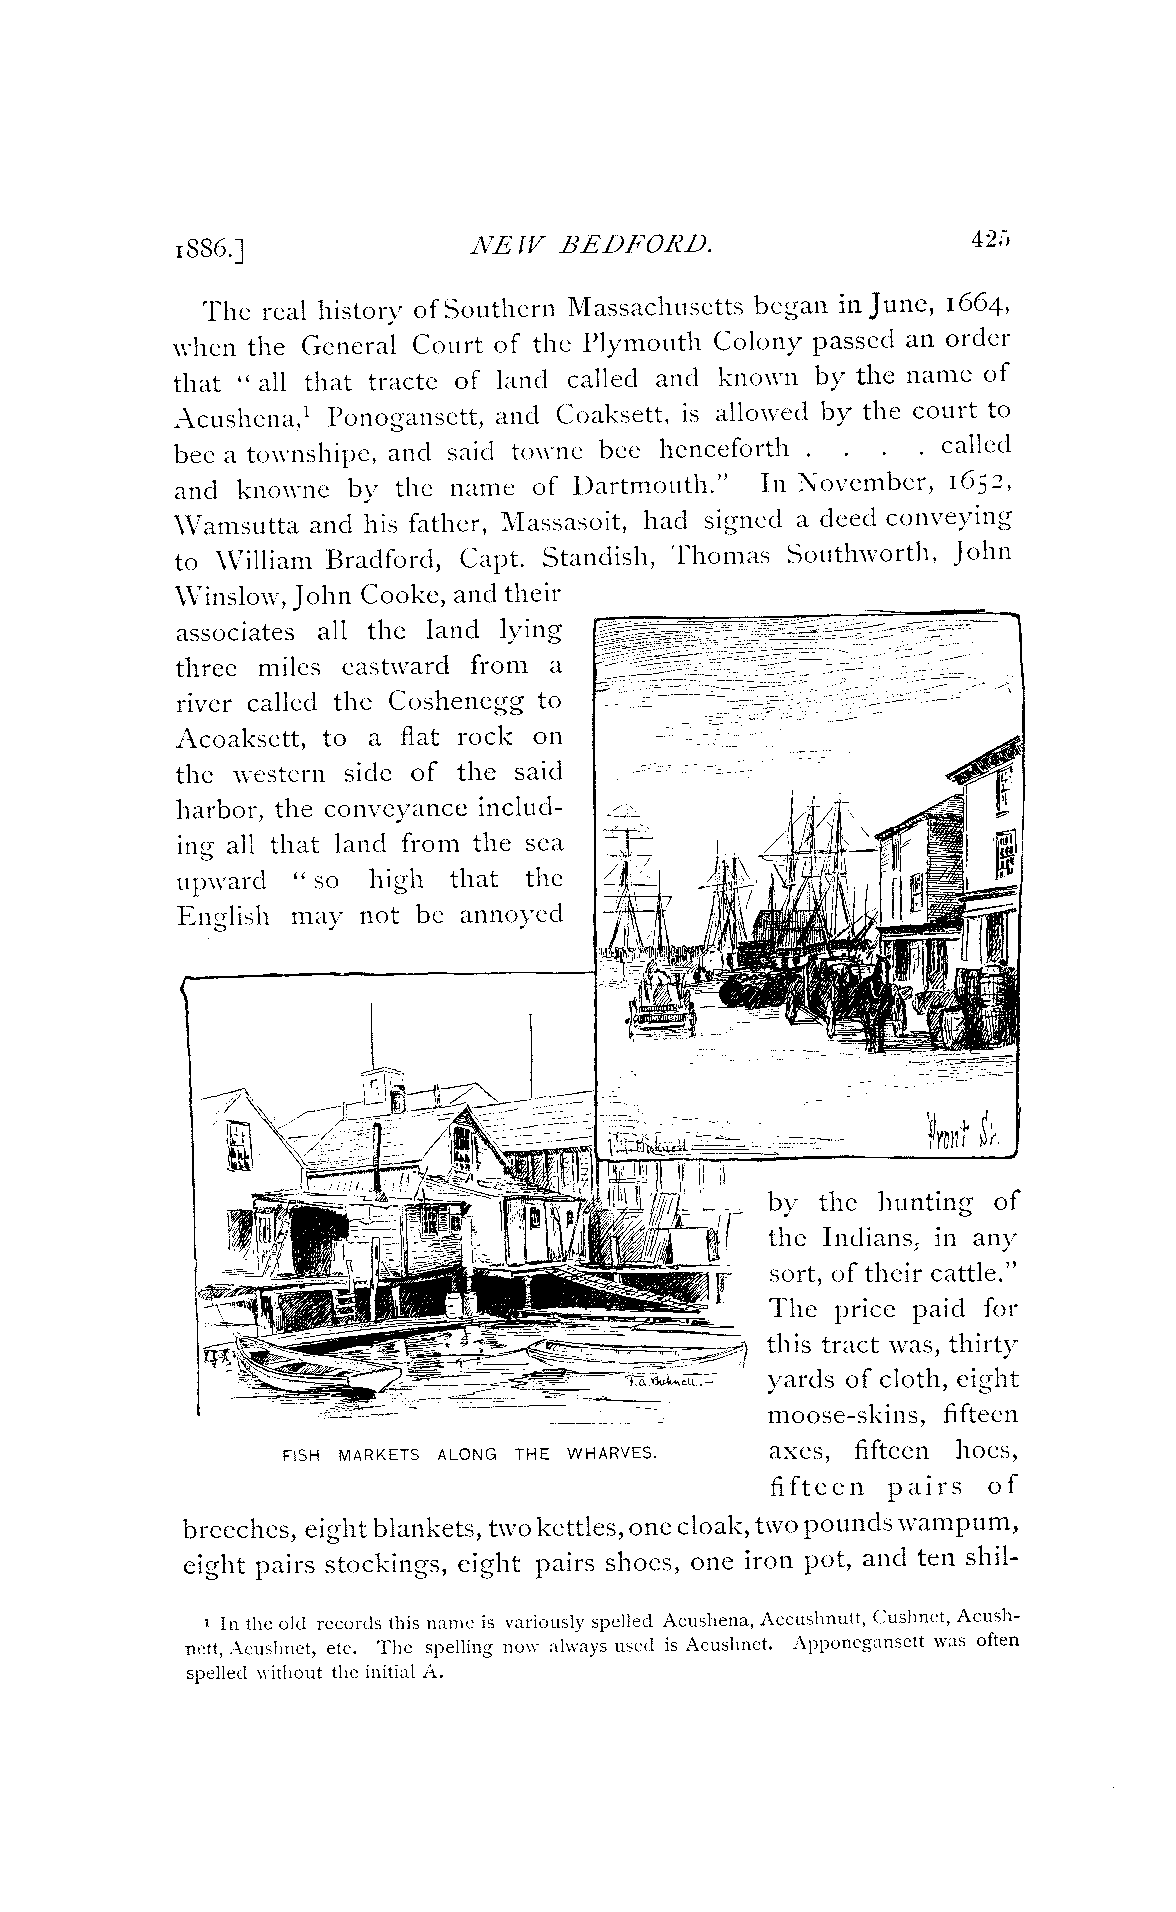 1886.] NEW BEDFORD. 425
The real history of Southern Massachusetts began in June, 1664,
when the General Court of the Plymouth Colony passed an order
that “ all that tracte of land called and known by the name of
Acushena,¹ Ponogansett, and Coaksett, is allowed by the court to
bee a townshipe, and said towne bee henceforth . . . . called
and knowne by the name of Dartmouth.” In November, 1652,
Wamsutta and his father, Massasoit, had signed a deed conveying
to William Bradford, Capt. Standish, Thomas Southworth, John
Winslow, John Cooke, and their
associates all the land lying
three miles eastward from a
river called the Coshenegg to
Acoaksett, to a flat rock on
the western side of the said
harbor, the conveyance includ-
ing all that land from the sea
upward “ so high that the
English may not be annoyed
Front St.
F. A. Bicknell.
FISH MARKETS ALONG THE WHARVES.
by the hunting of
the Indians, in any
sort, of their cattle.”
The price paid for
this tract was, thirty
yards of cloth, eight
moose-skins, fifteen
axes, fifteen hoes,
fifteen pairs of
breeches, eight blankets, two kettles, one cloak, two pounds wampum,
eight pairs stockings, eight pairs shoes, one iron pot, and ten shil-
¹ In the old records this name is variously spelled Acushena, Accushnutt, Cushnet, Acush-
nett, Acushnet, etc. The spelling now always used is Acushnet. Apponegansett was often
spelled without the initial A.